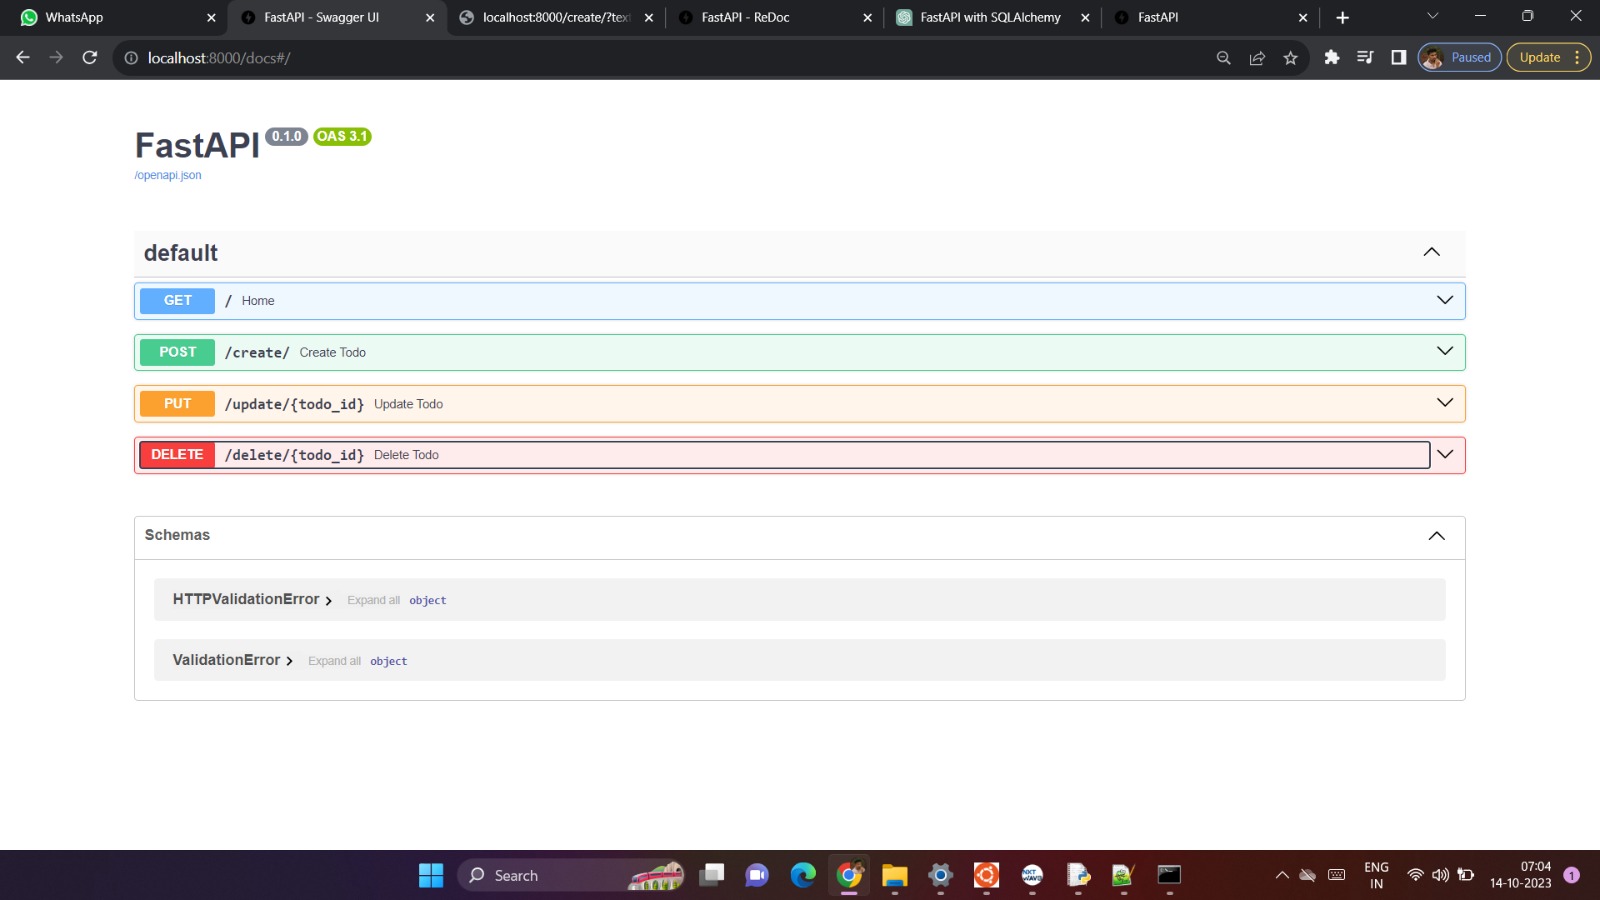 WhatsApp
FastAPI - Swagger UI
localhost:8000/create/?tex
FastAPI - ReDoc
FastAPI with SQLAlchemy
FastAPI
localhost:8000/docs#/
Paused
Update
FastAPI 0.1.0 OAS 3.1
/openapi.json
default
GET / Home
POST /create/ Create Todo
PUT /update/{todo_id} Update Todo
DELETE /delete/{todo_id} Delete Todo
Schemas
HTTPValidationError Expand all object
ValidationError Expand all object
Search
NXT
WAVE
ENG
IN
07:04
14-10-2023
1